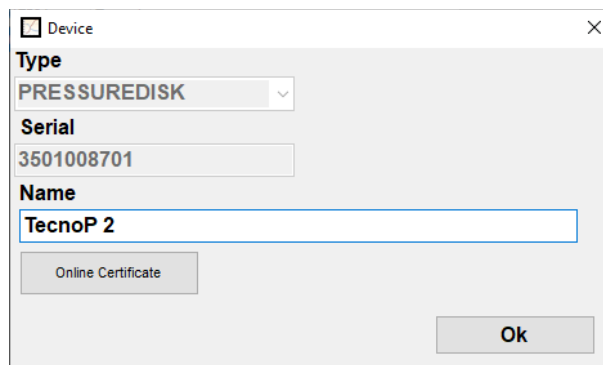 Device
Type
PRESSUREDISK
Serial
3501008701
Name
TecnoP 2
Online Certificate
Ok